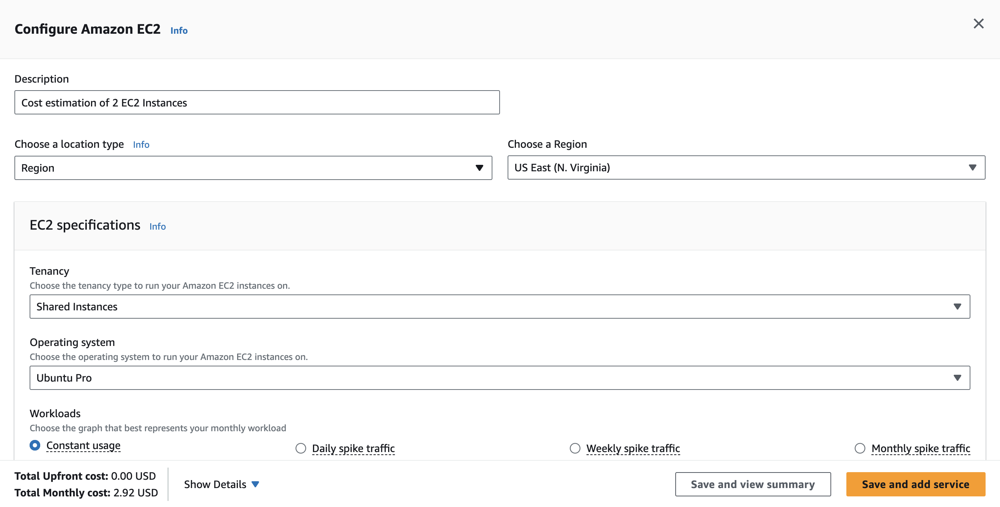 Configure Amazon EC2 Info
Description
Cost estimation of 2 EC2 Instances
Choose a location type Info
Choose a Region
Region
US East (N. Virginia)
EC2 specifications Info
Tenancy
Choose the tenancy type to run your Amazon EC2 instances on.
Shared Instances
Operating system
Choose the operating system to run your Amazon EC2 instances on.
Ubuntu Pro
Workloads
Choose the graph that best represents your monthly workload
Constant usage
Daily spike traffic
Weekly spike traffic
Monthly spike traffic
Total Upfront cost: 0.00 USD
Total Monthly cost: 2.92 USD
Show Details
Save and view summary
Save and add service